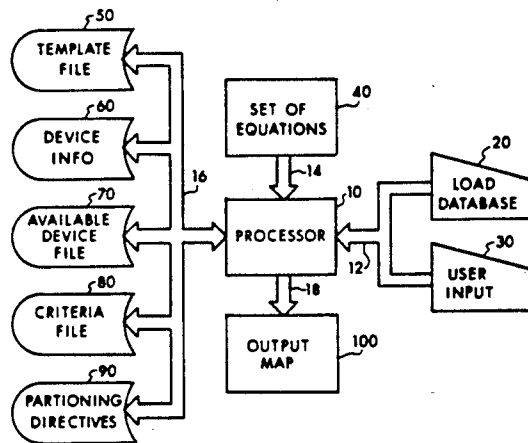 50
TEMPLATE
FILE
60
DEVICE
INFO
70
AVAILABLE
DEVICE
FILE
80
CRITERIA
FILE
90
PARTIONING
DIRECTIVES
16
40
SET OF
EQUATIONS
14
10
PROCESSOR
12
18
OUTPUT
MAP
100
20
LOAD
DATABASE
30
USER
INPUT